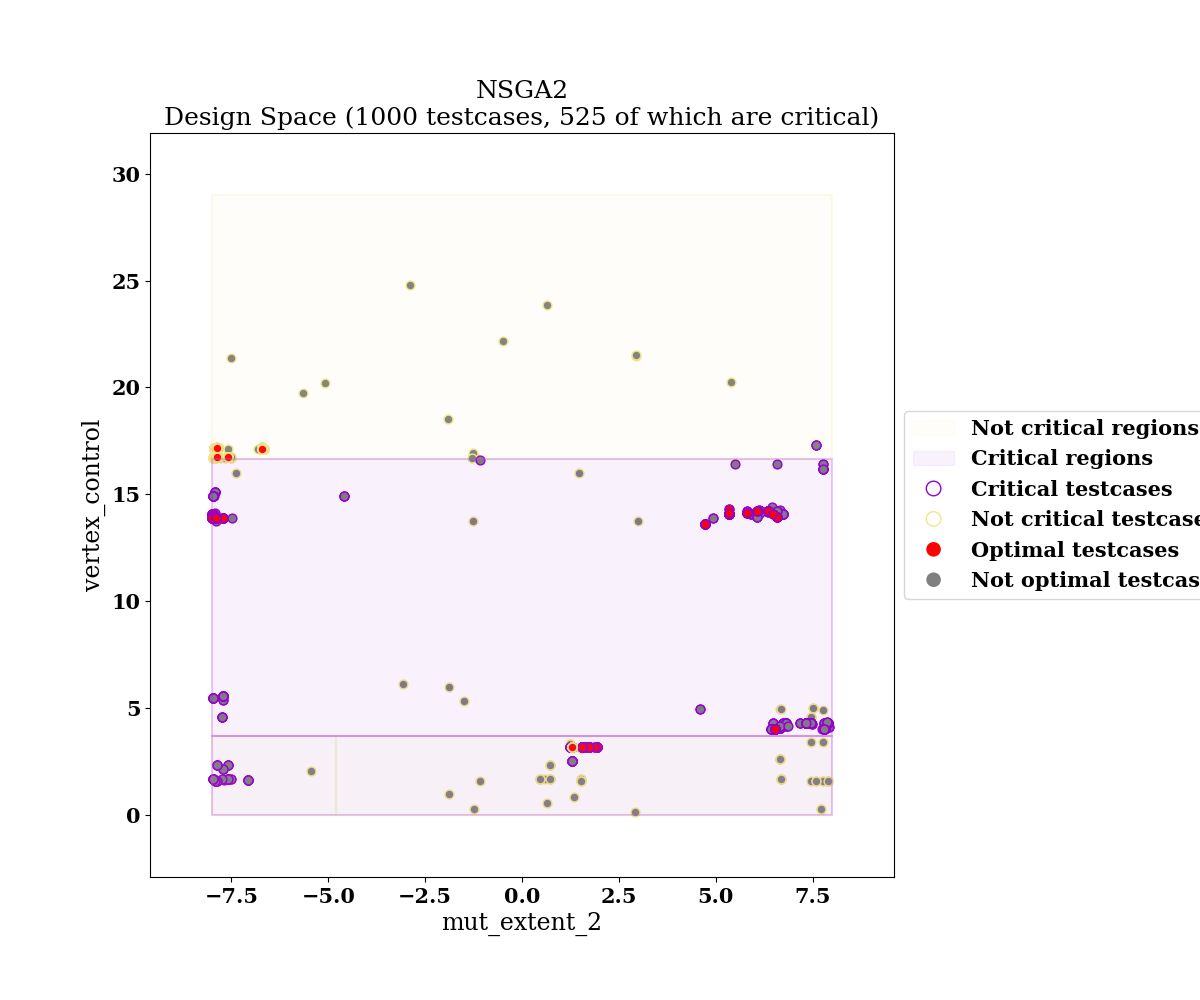 NSGA2
Design Space (1000 testcases, 525 of which are critical)
30
25
20
15
10
5
0
vertex_control
−7.5
−5.0
−2.5
0.0
2.5
5.0
7.5
mut_extent_2
Not critical regions
Critical regions
Critical testcases
Not critical testcase
Optimal testcases
Not optimal testcas